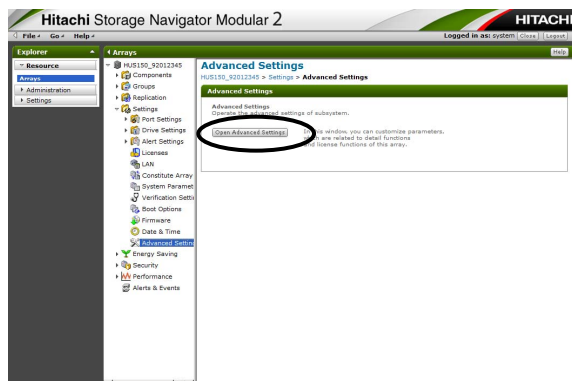 Hitachi Storage Navigator Modular 2
HITACHI
File Go Help
Logged in as: system Close Logout
Explorer
Arrays
Help
Resource
Arrays
Administration
Settings
HUS150_92012345
Components
Groups
Replication
Settings
Port Settings
Drive Settings
Alert Settings
Licenses
LAN
Constitute Array
System Paramet
Verification Settin
Boot Options
Firmware
Date & Time
Advanced Setting
Energy Saving
Security
Performance
Alerts & Events
Advanced Settings
HUS150_92012345 > Settings > Advanced Settings
Advanced Settings
Advanced Settings
Operate the advanced settings of subsystem.
Open Advanced Settings
In this window, you can customize parameters,
which are related to detail functions
and license functions of this array.